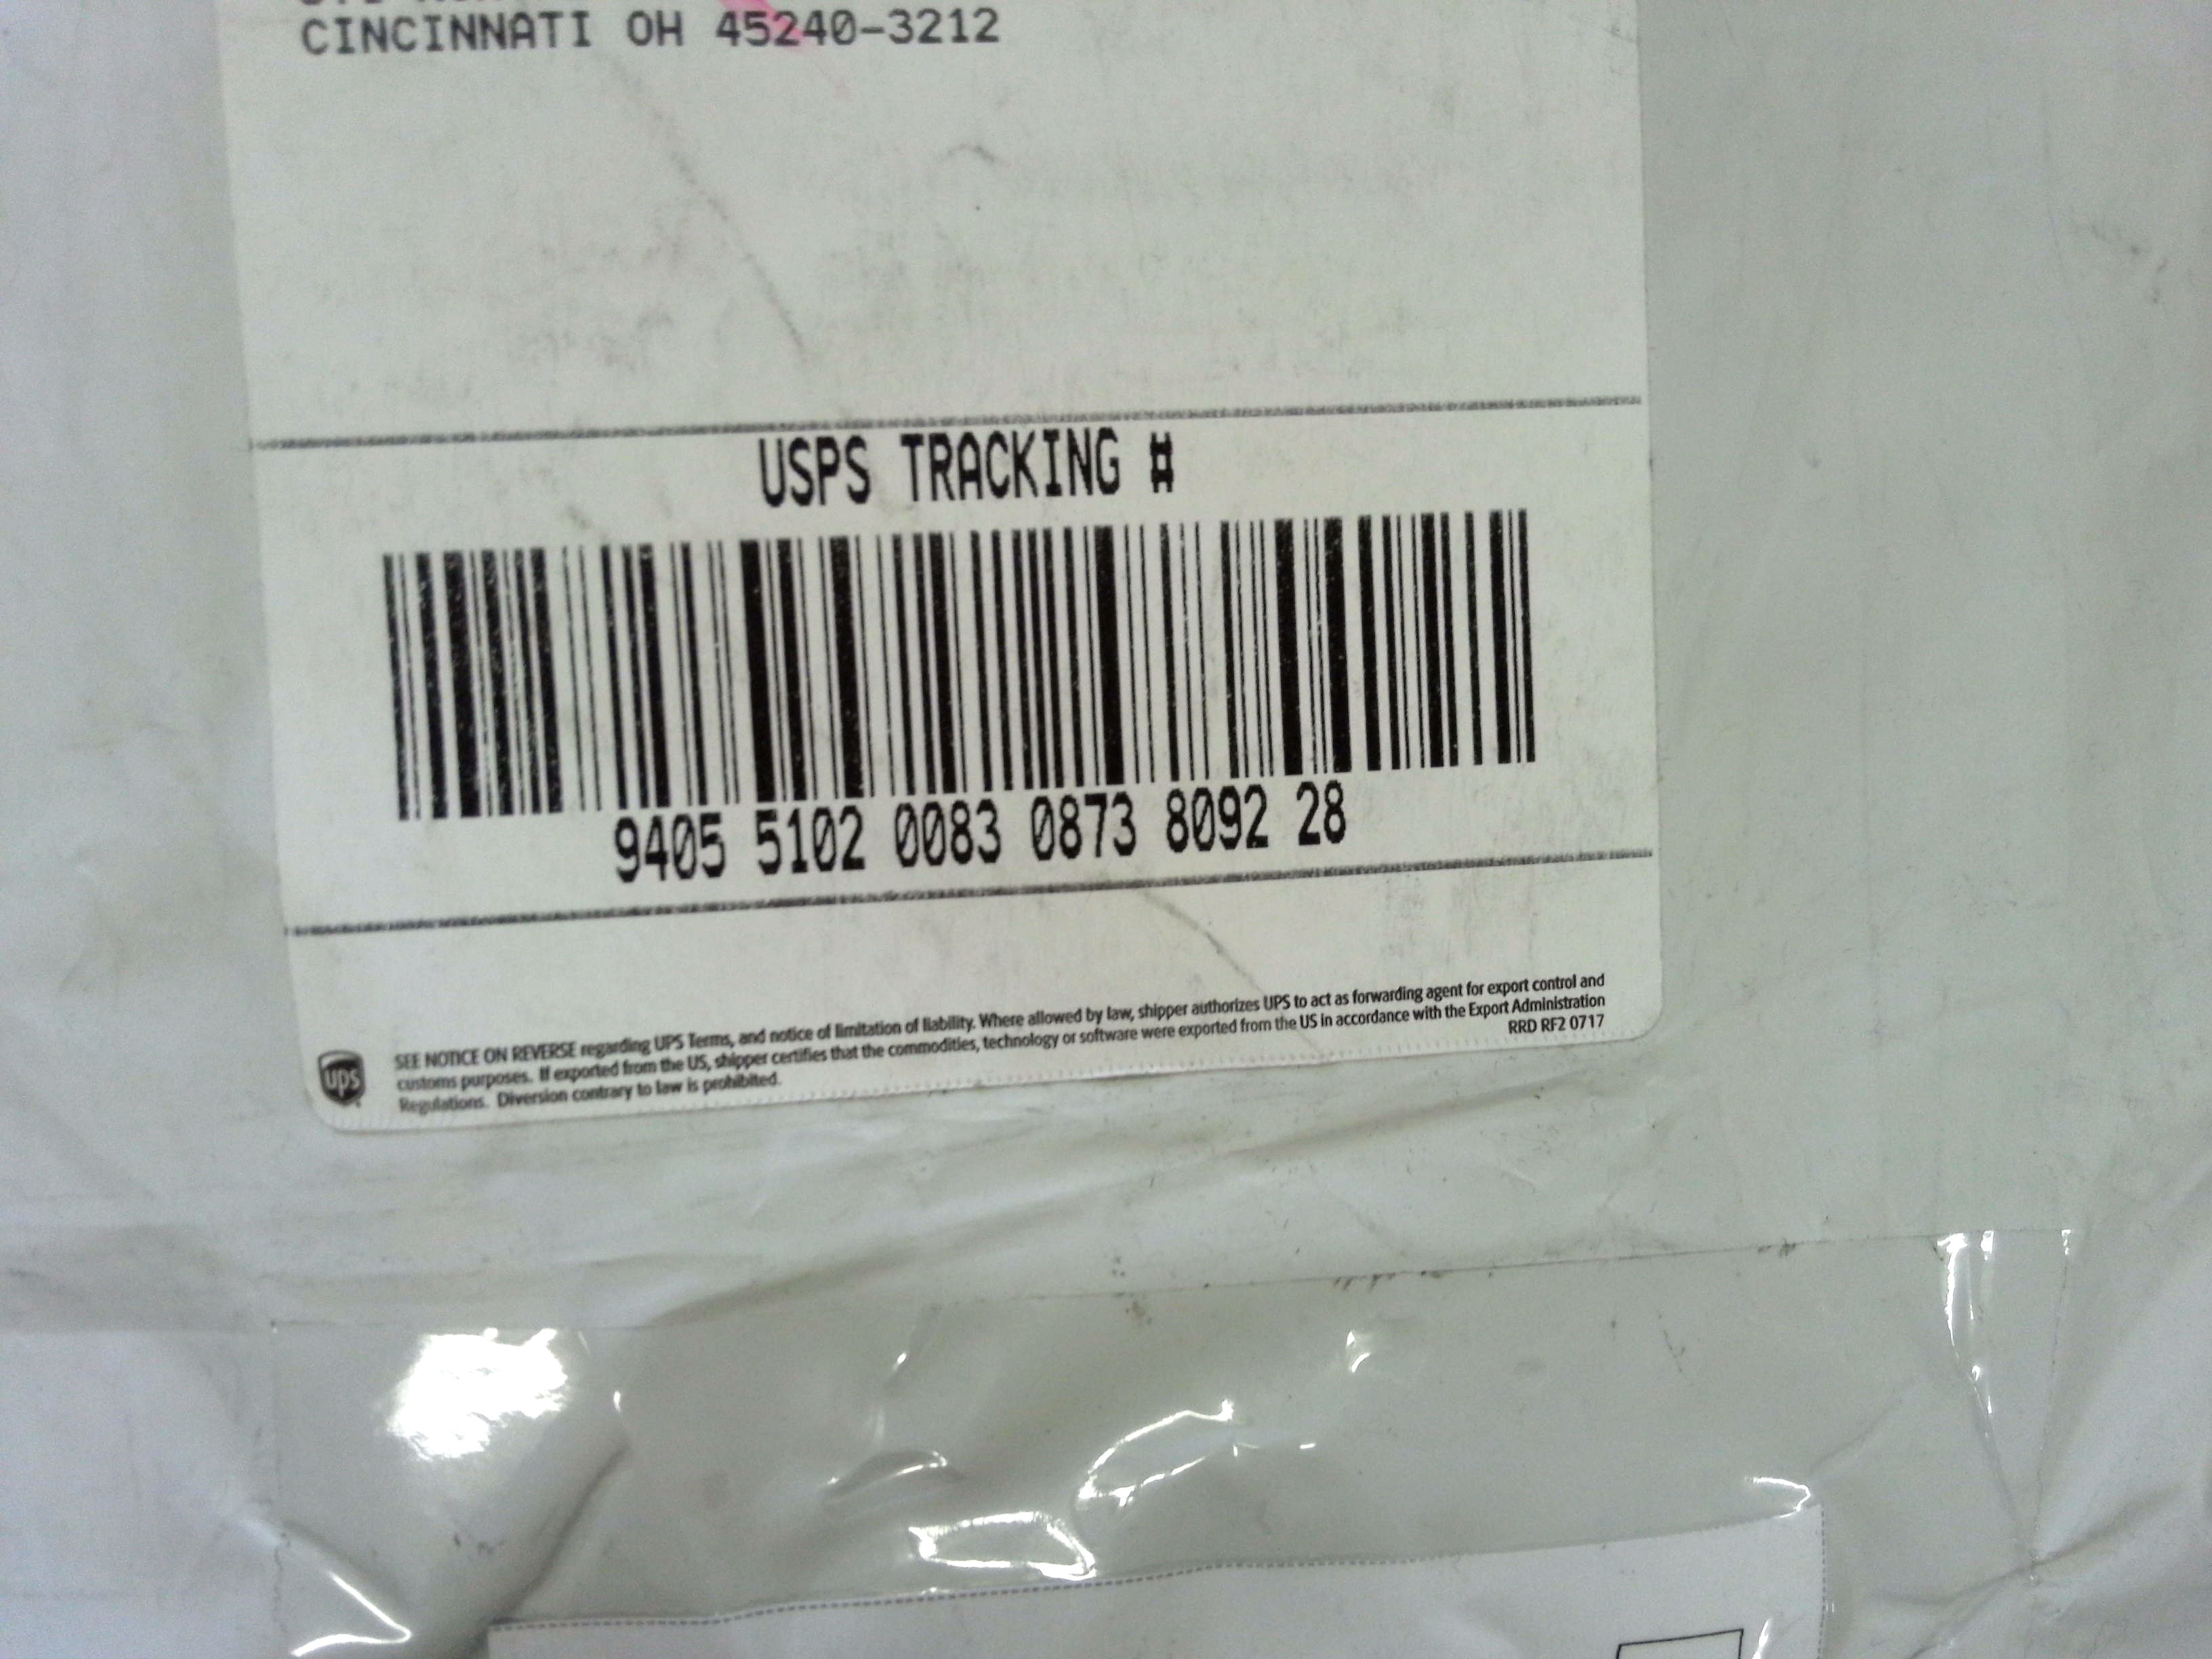 CINCINNATI OH 45240-3212
USPS TRACKING #
9405 5102 0083 0873 8092 28
ups
SEE NOTICE ON REVERSE regarding UPS Terms, and notice of limitation of liability. Where allowed by law, shipper authorizes UPS to act as forwarding agent for export control and
customs purposes. If exported from the US, shipper certifies that the commodities, technology or software were exported from the US in accordance with the Export Administration
Regulations. Diversion contrary to law is prohibited.
RRD RF2 0717